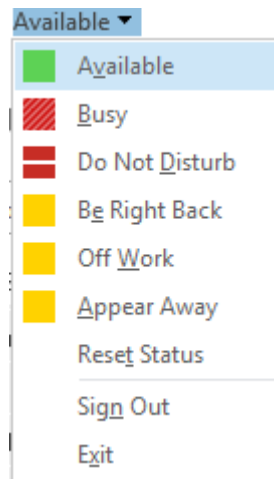 Available
Available
Busy
Do Not Disturb
Be Right Back
Off Work
Appear Away
Reset Status
Sign Out
Exit